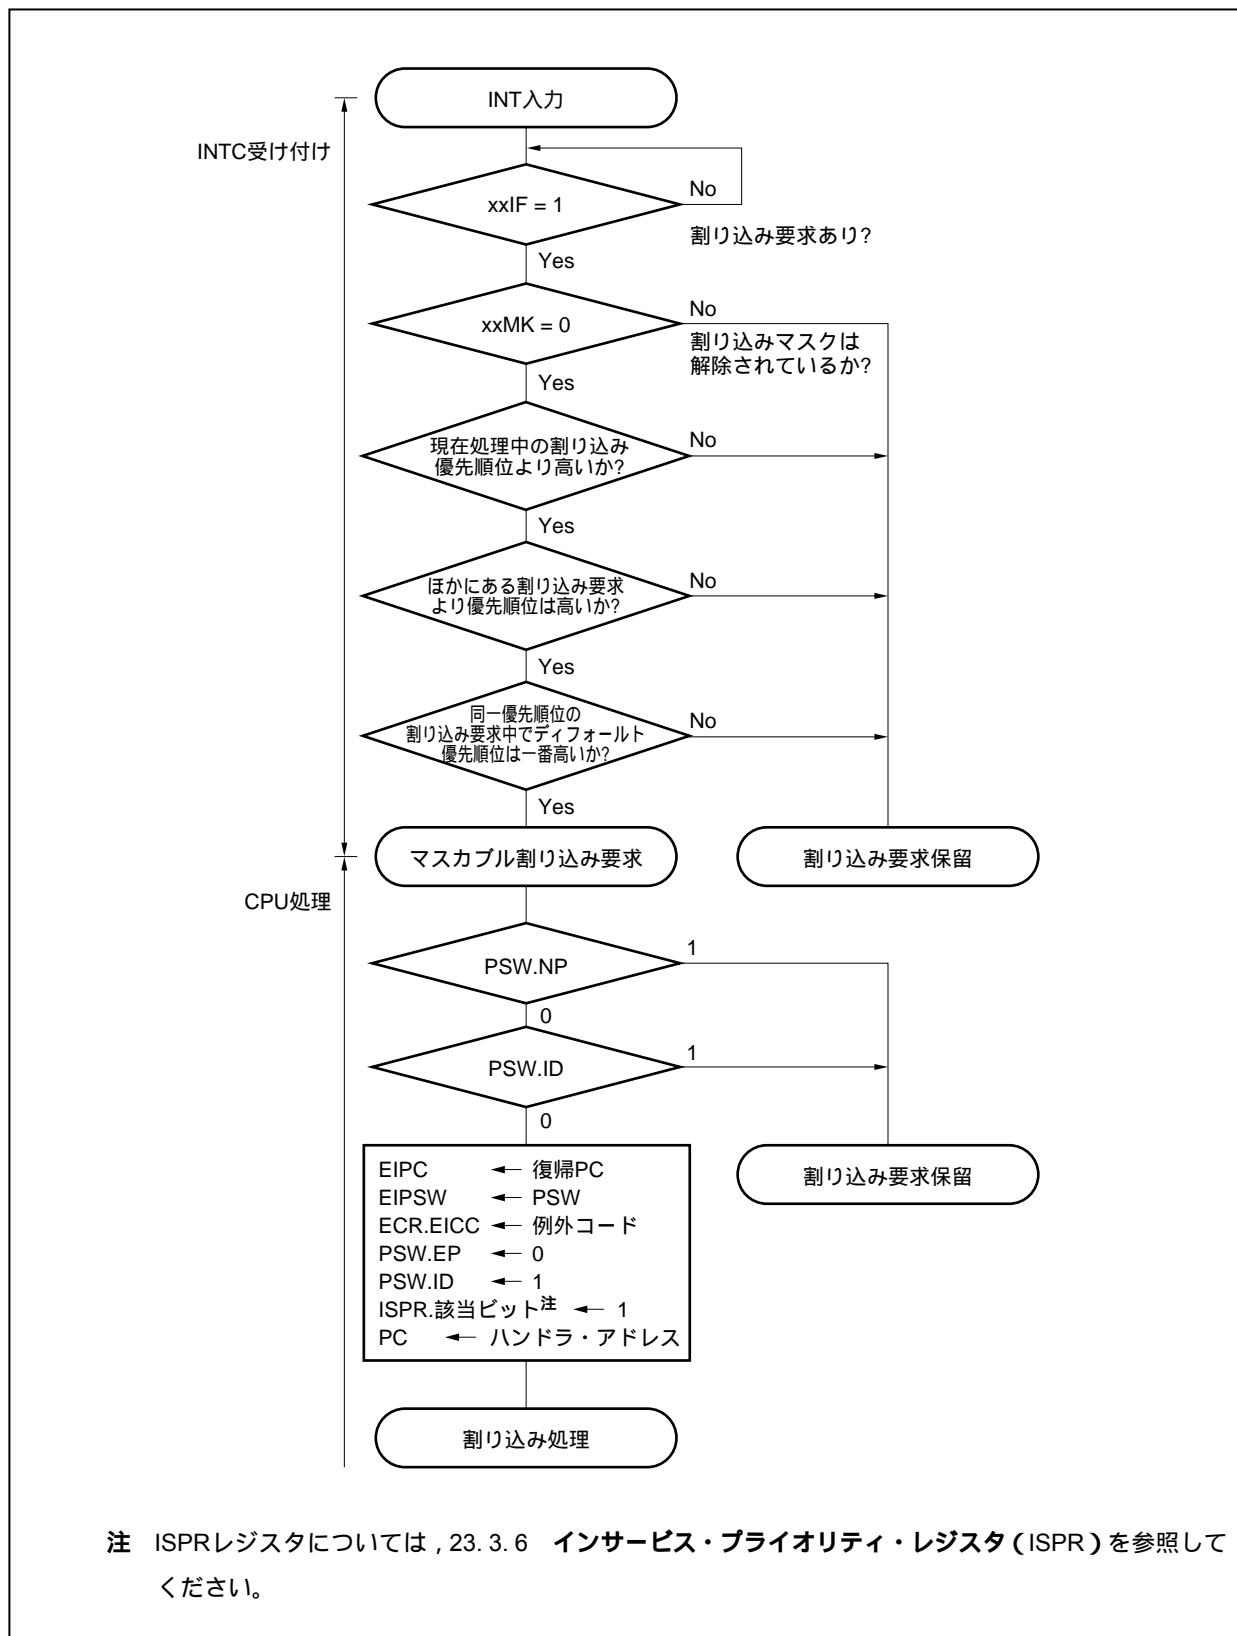 INT入力
INTC受け付け
xxIF = 1
No
割り込み要求あり?
Yes
xxMK = 0
No
割り込みマスクは
解除されているか?
Yes
現在処理中の割り込み
優先順位より高いか?
No
Yes
ほかにある割り込み要求
より優先順位は高いか?
No
Yes
同一優先順位の
割り込み要求中でディフォールト
優先順位は一番高いか?
No
Yes
マスカブル割り込み要求
割り込み要求保留
CPU処理
PSW.NP
1
0
PSW.ID
1
0
EIPC ← 復帰PC
EIPSW ← PSW
ECR.EICC ← 例外コード
PSW.EP ← 0
PSW.ID ← 1
ISPR.該当ビット注 ← 1
PC ← ハンドラ・アドレス
割り込み要求保留
割り込み処理
注 ISPRレジスタについては，23. 3. 6 インサービス・プライオリティ・レジスタ（ISPR）を参照して
ください。